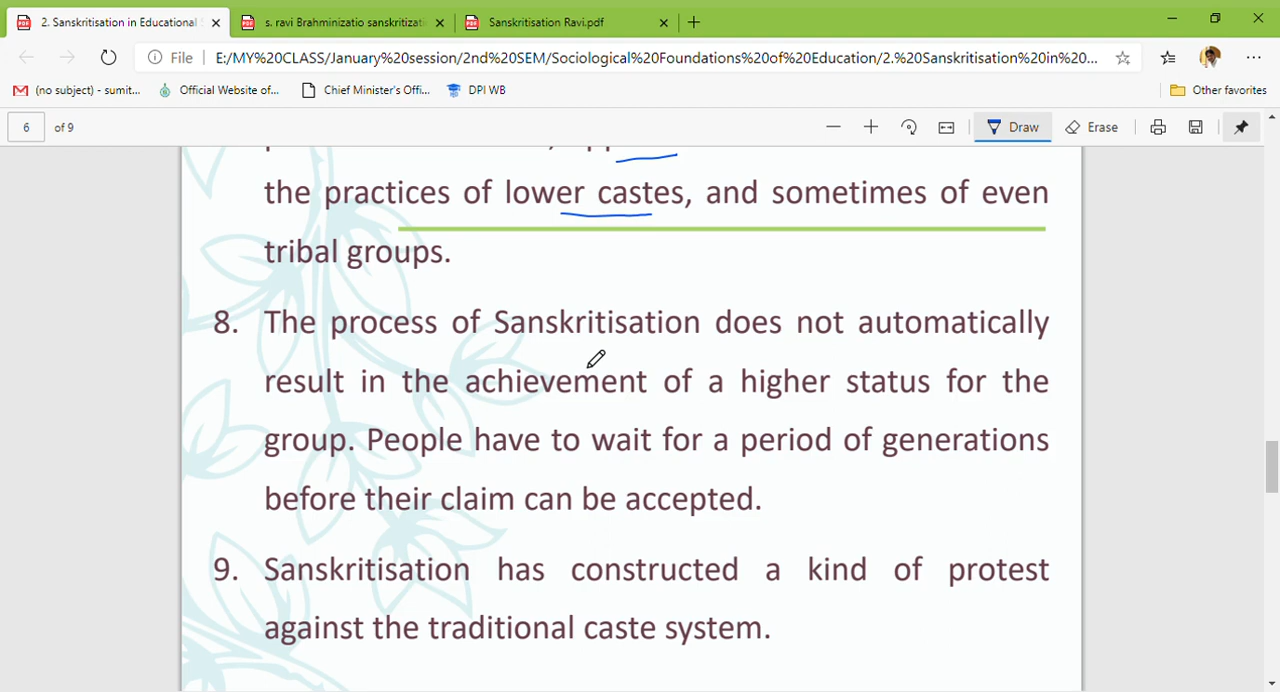 2. Sanskritisation in Educational
s. ravi Brahminizatio sanskritizati
Sanskritisation Ravi.pdf
File
E:/MY%20CLASS/January%20session/2nd%20SEM/Sociological%20Foundations%20of%20Education/2.%20Sanskritisation%20in%20...
(no subject) - sumit...
Official Website of...
Chief Minister's Offi...
DPI WB
Other favorites
6 of 9
Draw
Erase
the practices of lower castes, and sometimes of even
tribal groups.
8. The process of Sanskritisation does not automatically
result in the achievement of a higher status for the
group. People have to wait for a period of generations
before their claim can be accepted.
9. Sanskritisation has constructed a kind of protest
against the traditional caste system.